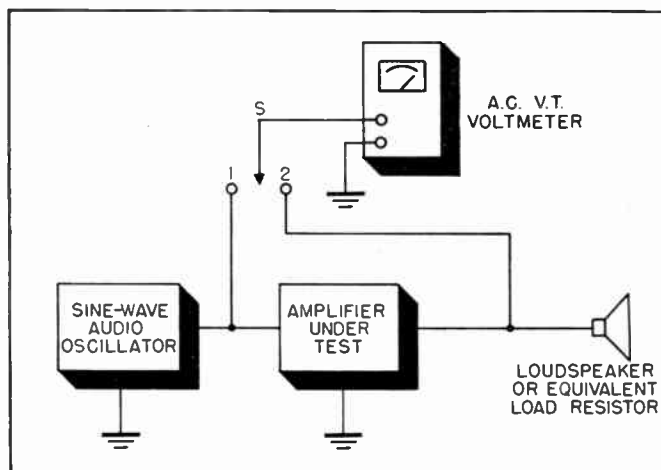 A.C. V.T.
VOLTMETER
S
1
2
SINE-WAVE
AUDIO
OSCILLATOR
AMPLIFIER
UNDER
TEST
LOUDSPEAKER
OR EQUIVALENT
LOAD RESISTOR